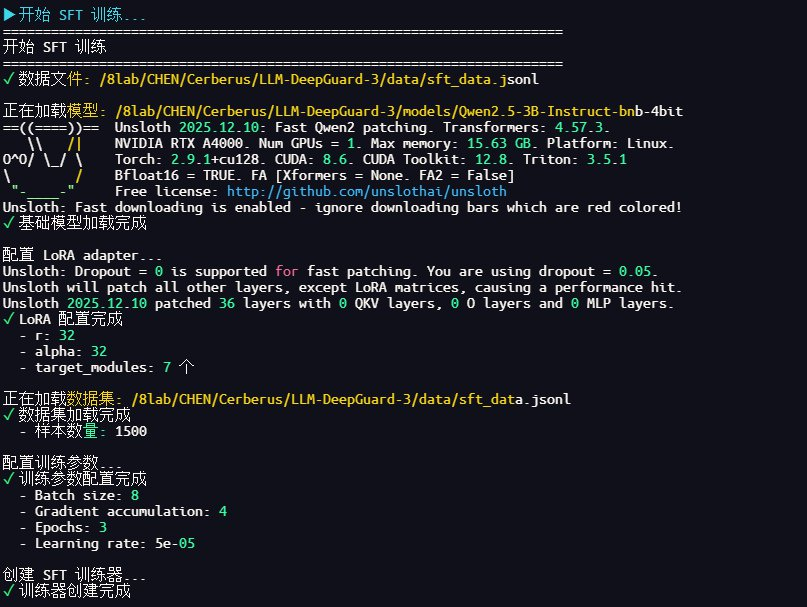 ▶开始 SFT 训练...
======================================================================
开始 SFT 训练
======================================================================
✓数据文件: /8lab/CHEN/Cerberus/LLM-DeepGuard-3/data/sft_data.jsonl
正在加载模型: /8lab/CHEN/Cerberus/LLM-DeepGuard-3/models/Qwen2.5-3B-Instruct-bnb-4bit
==((====))==  Unsloth 2025.12.10: Fast Qwen2 patching. Transformers: 4.57.3.
   \\   /|    NVIDIA RTX A4000. Num GPUs = 1. Max memory: 15.63 GB. Platform: Linux.
O^O/ \_/ \    Torch: 2.9.1+cu128. CUDA: 8.6. CUDA Toolkit: 12.8. Triton: 3.5.1
\        /    Bfloat16 = TRUE. FA [Xformers = None. FA2 = False]
 "-____-"     Free license: http://github.com/unslothai/unsloth
Unsloth: Fast downloading is enabled - ignore downloading bars which are red colored!
✓基础模型加载完成
配置 LoRA adapter...
Unsloth: Dropout = 0 is supported for fast patching. You are using dropout = 0.05.
Unsloth will patch all other layers, except LoRA matrices, causing a performance hit.
Unsloth 2025.12.10 patched 36 layers with 0 QKV layers, 0 O layers and 0 MLP layers.
✓LoRA 配置完成
  - r: 32
  - alpha: 32
  - target_modules: 7 个
正在加载数据集: /8lab/CHEN/Cerberus/LLM-DeepGuard-3/data/sft_data.jsonl
✓数据集加载完成
  - 样本数量: 1500
配置训练参数...
✓训练参数配置完成
  - Batch size: 8
  - Gradient accumulation: 4
  - Epochs: 3
  - Learning rate: 5e-05
创建 SFT 训练器...
✓训练器创建完成